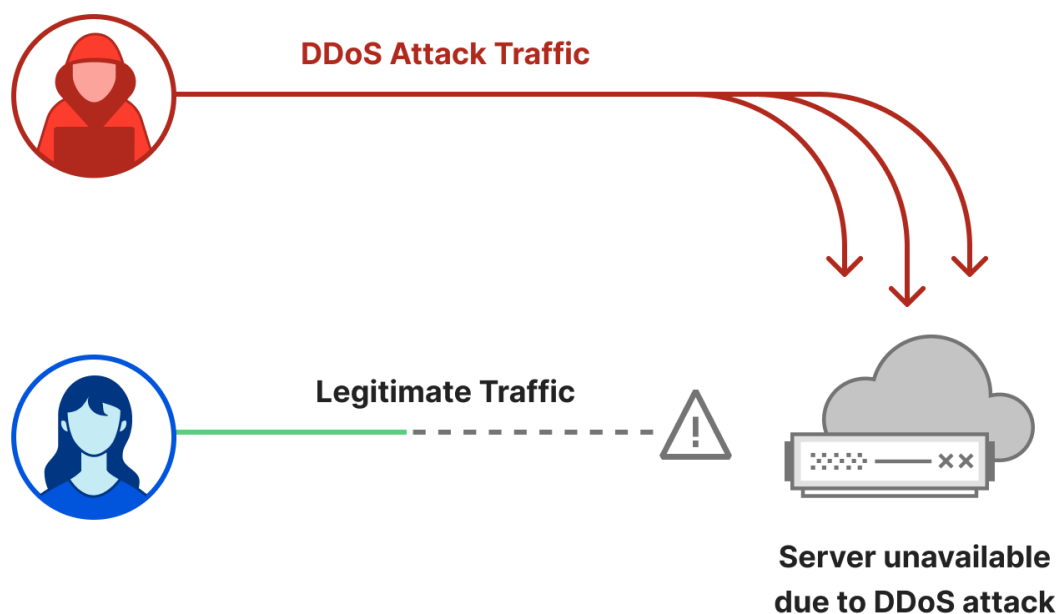 DDoS Attack Traffic
Legitimate Traffic
Server unavailable
due to DDoS attack